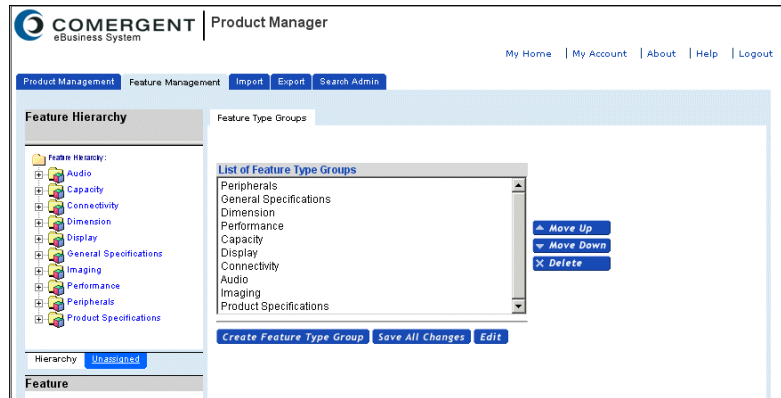 COMERGENT
eBusiness System
Product Manager
My Home | My Account | About | Help | Logout
Product Management Feature Management Import Export Search Admin
Feature Hierarchy
Feature Type Groups
Feature Hierarchy:
Audio
Capacity
Connectivity
Dimension
Display
General Specifications
Imaging
Performance
Peripherals
Product Specifications
Hierarchy Unassigned
Feature
List of Feature Type Groups
Peripherals
General Specifications
Dimension
Performance
Capacity
Display
Connectivity
Audio
Imaging
Product Specifications
Move Up
Move Down
X Delete
Create Feature Type Group Save All Changes Edit